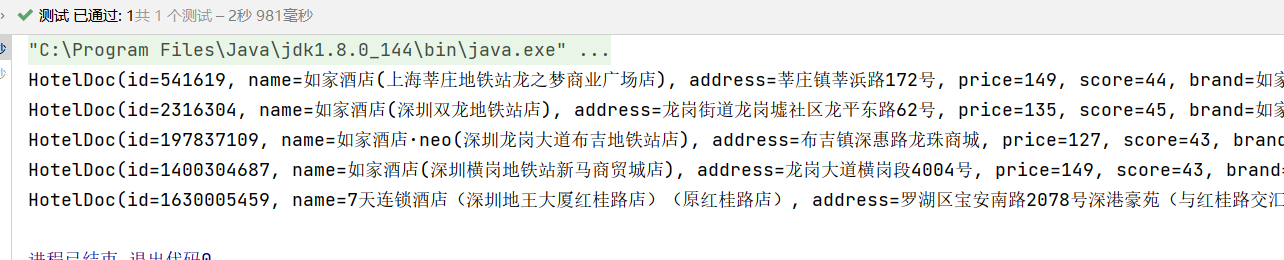 测试 已通过: 1共 1 个测试 – 2秒 981毫秒
"C:\Program Files\Java\jdk1.8.0_144\bin\java.exe" ...
HotelDoc(id=541619, name=如家酒店(上海莘庄地铁站龙之梦商业广场店), address=莘庄镇莘浜路172号, price=149, score=44, brand=如家
HotelDoc(id=2316304, name=如家酒店(深圳双龙地铁站店), address=龙岗街道龙岗墟社区龙平东路62号, price=135, score=45, brand=如家
HotelDoc(id=197837109, name=如家酒店·neo(深圳龙岗大道布吉地铁站店), address=布吉镇深惠路龙珠商城, price=127, score=43, brand
HotelDoc(id=1400304687, name=如家酒店(深圳横岗地铁站新马商贸城店), address=龙岗大道横岗段4004号, price=149, score=43, brand=
HotelDoc(id=1630005459, name=7天连锁酒店（深圳地王大厦红桂路店）（原红桂路店）, address=罗湖区宝安南路2078号深港豪苑（与红桂路交汇
进程已结束,退出代码0